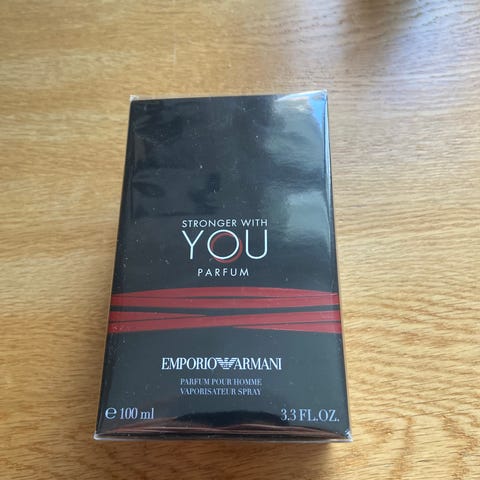 STRONGER WITH
YOU
PARFUM
EMPORIO ARMANI
PARFUM POUR HOMME
VAPORISATEUR SPRAY
℮ 100 ml 3.3 FL.OZ.